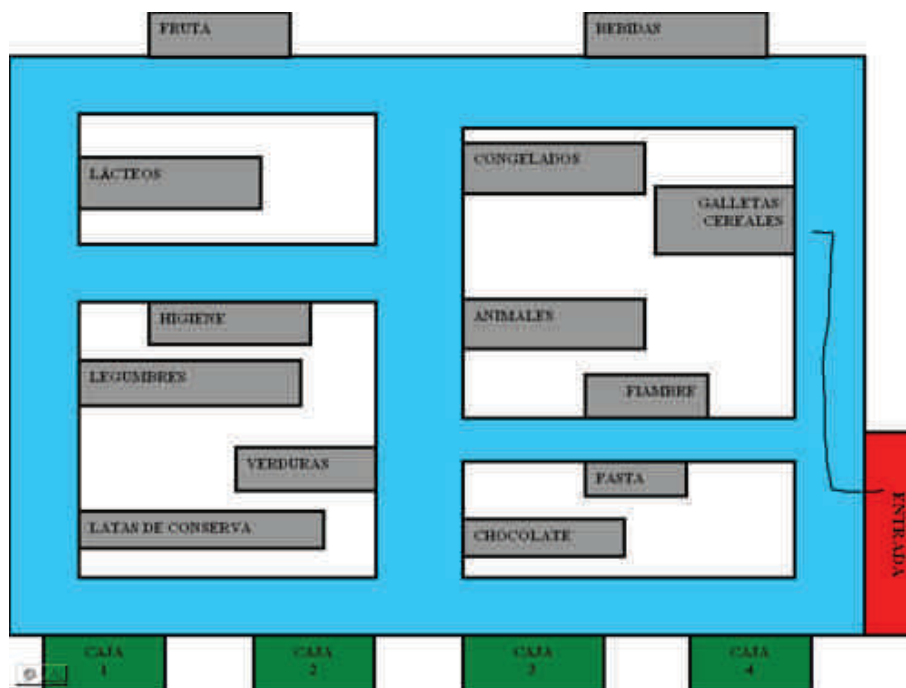 FRUTA
BEBIDAS
LÁCTEOS
CONGELADOS
GALLETAS
CEREALES
HIGIENE
ANIMALES
LEGUMBRES
FIAMBRE
VERDURAS
PASTA
LATAS DE CONSERVA
CHOCOLATE
ENTRADA
CAJA
1
CAJA
2
CAJA
3
CAJA
4